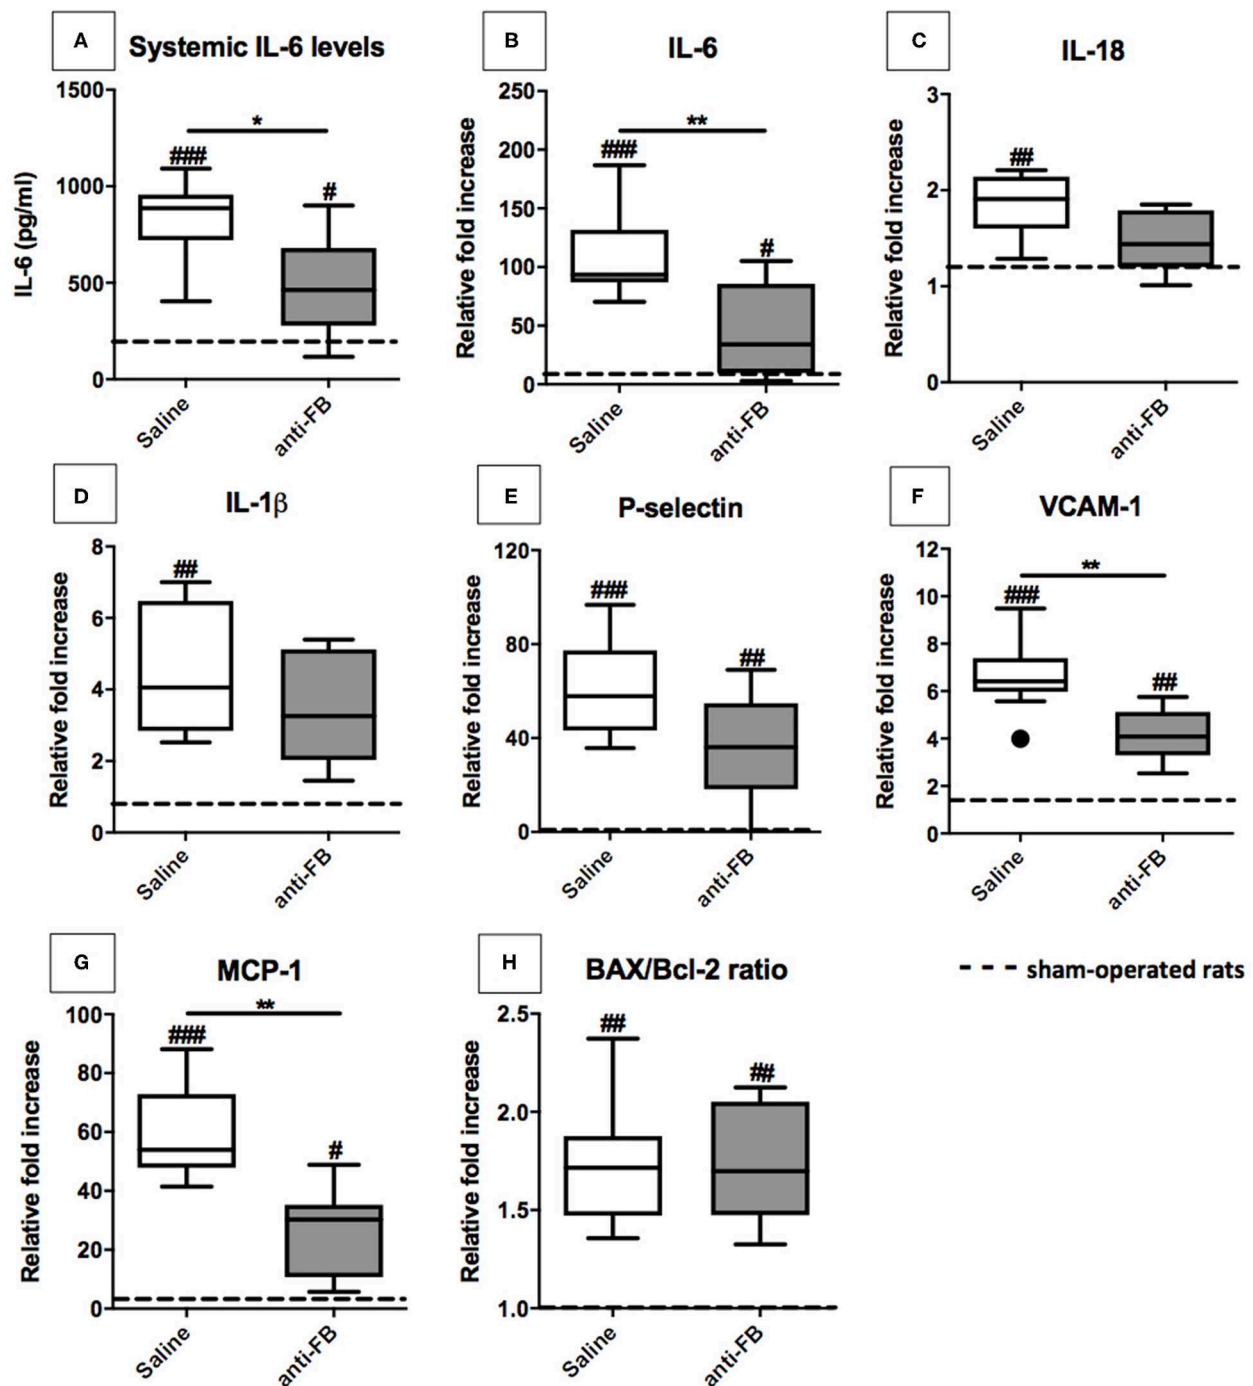 A Systemic IL-6 levels
IL-6 (pg/ml)
1500
1000
500
0
*
###
#
Saline
anti-FB
B IL-6
Relative fold increase
250
200
150
100
50
0
**
###
#
Saline
anti-FB
C IL-18
Relative fold increase
3
2
1
0
##
Saline
anti-FB
D IL-1β
Relative fold increase
8
6
4
2
0
##
Saline
anti-FB
E P-selectin
Relative fold increase
120
80
40
0
###
##
Saline
anti-FB
F VCAM-1
Relative fold increase
12
10
8
6
4
2
0
**
###
##
Saline
anti-FB
G MCP-1
Relative fold increase
100
80
60
40
20
0
**
###
#
Saline
anti-FB
H BAX/Bcl-2 ratio
Relative fold increase
2.5
2.0
1.5
1.0
##
##
Saline
anti-FB
sham-operated rats